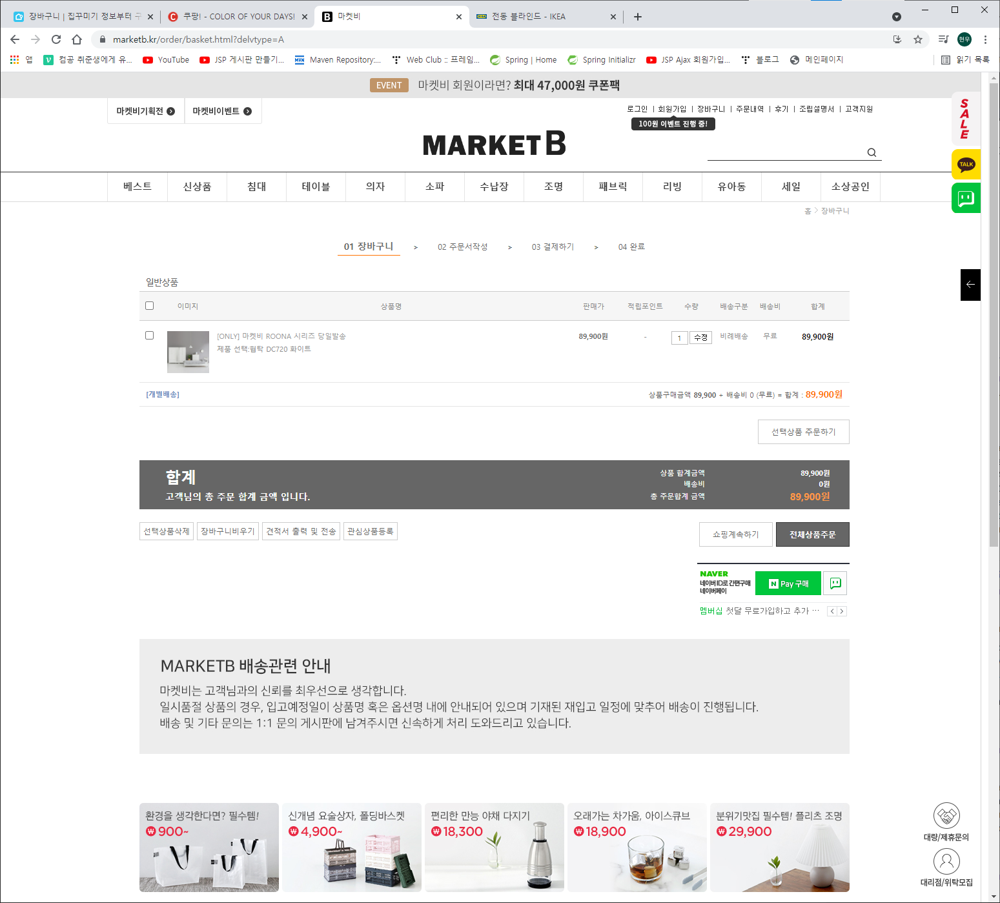 장바구니 | 집꾸미기 정보부터 구
쿠팡! - COLOR OF YOUR DAYS!
마켓비
전동 블라인드 - IKEA
marketb.kr/order/basket.html?delvtype=A
현우
앱
컴공 취준생에게 유...
YouTube
JSP 게시판 만들기...
Maven Repository:...
Web Club :: 프레임...
Spring | Home
Spring Initializr
JSP Ajax 회원가입...
블로그
메인페이지
읽기 목록
EVENT 마켓비 회원이라면? 최대 47,000원 쿠폰팩
마켓비기획전
마켓비이벤트
로그인 | 회원가입 | 장바구니 | 주문내역 | 후기 | 조립설명서 | 고객지원
100원 이벤트 진행 중!
SALE
MARKET B
TALK
베스트 신상품 침대 테이블 의자 소파 수납장 조명 패브릭 리빙 유아동 세일 소상공인
홈 > 장바구니
01 장바구니 > 02 주문서작성 > 03 결제하기 > 04 완료
일반상품
이미지 상품명 판매가 적립포인트 수량 배송구분 배송비 합계
[ONLY] 마켓비 ROONA 시리즈 당일발송 89,900원 - 1 수정 비례배송 무료 89,900원
제품 선택:협탁 DC720 화이트
[개별배송] 상품구매금액 89,900 + 배송비 0 (무료) = 합계 : 89,900원
선택상품 주문하기
합계
고객님의 총 주문 합계 금액 입니다.
상품 합계금액 89,900원
배송비 0원
총 주문합계 금액 89,900원
선택상품삭제 장바구니비우기 견적서 출력 및 전송 관심상품등록
쇼핑계속하기 전체상품주문
NAVER
네이버 ID로 간편구매
네이버페이
N Pay 구매
멤버십 첫달 무료가입하고 추가 ···
MARKETB 배송관련 안내
마켓비는 고객님과의 신뢰를 최우선으로 생각합니다.
일시품절 상품의 경우, 입고예정일이 상품명 혹은 옵션명 내에 안내되어 있으며 기재된 재입고 일정에 맞추어 배송이 진행됩니다.
배송 및 기타 문의는 1:1 문의 게시판에 남겨주시면 신속하게 처리 도와드리고 있습니다.
환경을 생각한다면? 필수템!
₩ 900~
신개념 요술상자, 폴딩바스켓
₩ 4,900~
편리한 만능 야채 다지기
₩ 18,300
오래가는 차가움, 아이스큐브
₩ 18,900
분위기맛집 필수템! 플리츠 조명
₩ 29,900
대량/제휴문의
대리점/위탁모집